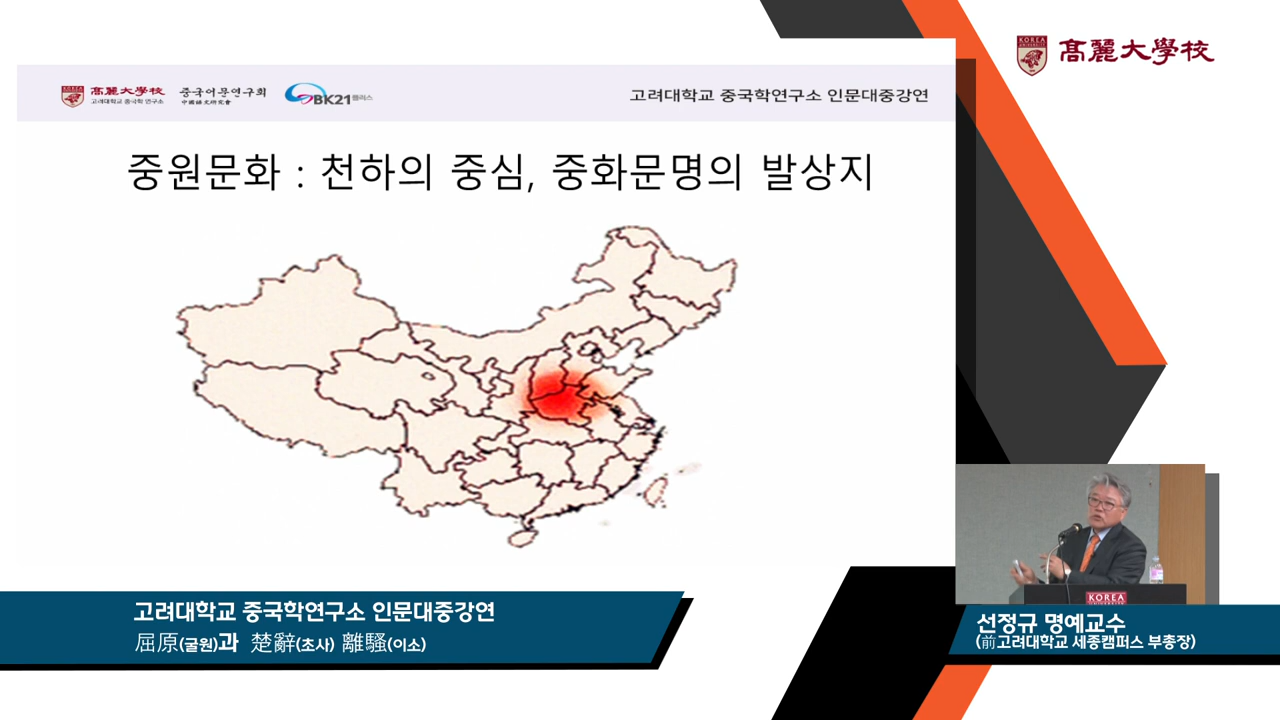 KOREA
UNIVERSITY
高麗大學校
高麗大學校
고려대학교 중국학 연구소
중국어문연구회
中國語文硏究會
BK21플러스
고려대학교 중국학연구소 인문대중강연
중원문화 : 천하의 중심, 중화문명의 발상지
KOREA
UNIVERSITY
고려대학교 중국학연구소 인문대중강연
屈原(굴원)과 楚辭(초사) 離騷(이소)
선정규 명예교수
(前고려대학교 세종캠퍼스 부총장)